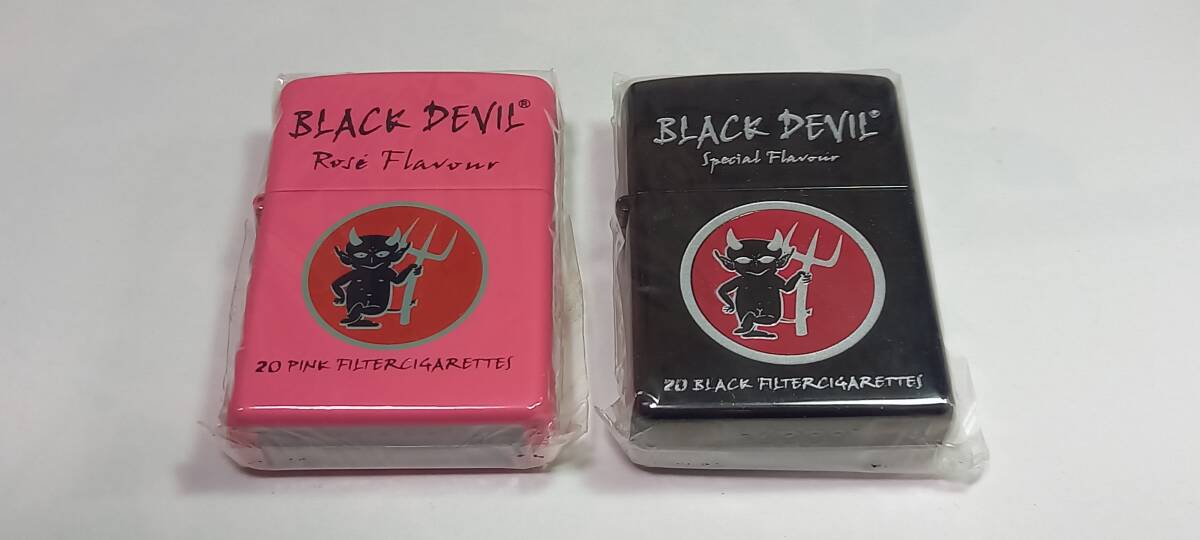 BLACK DEVIL®
Rosé Flavour
20 PINK FILTERCIGARETTES
BLACK DEVIL®
Special Flavour
20 BLACK FILTERCIGARETTES